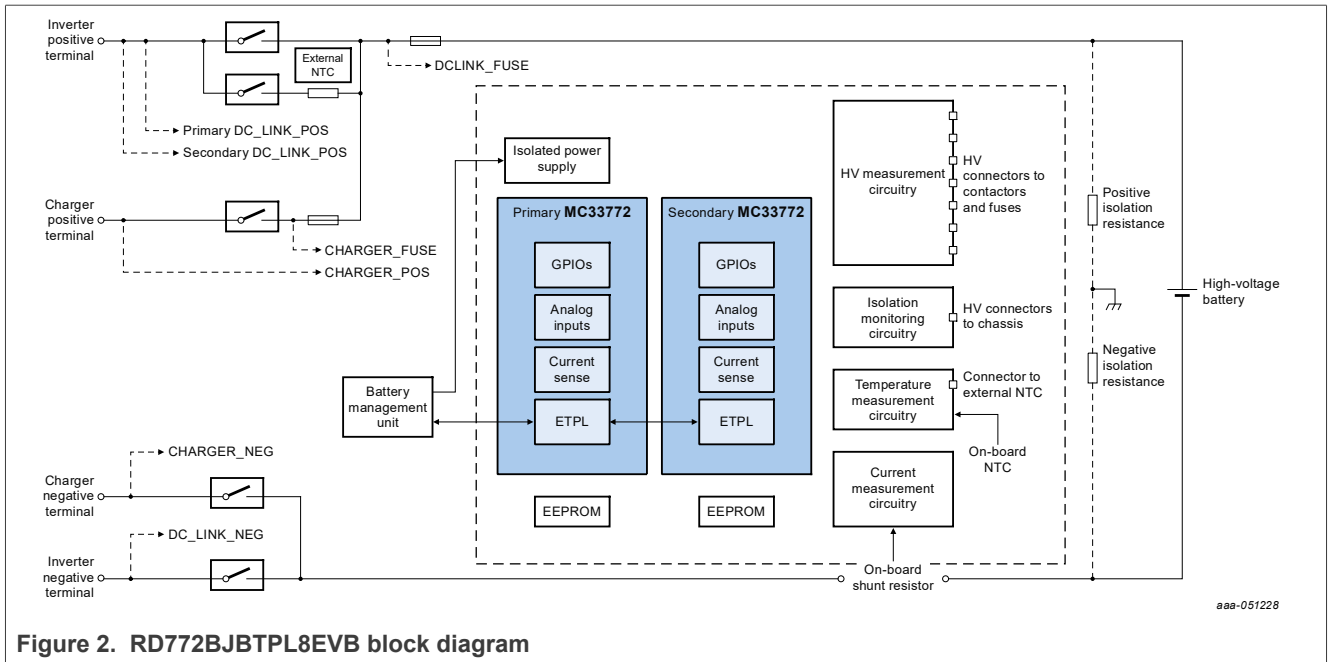 Inverter
positive
terminal
External
NTC
DCLINK_FUSE
Primary DC_LINK_POS
Secondary DC_LINK_POS
Isolated power
supply
HV measurement
circuitry
HV
connectors to
contactors
and fuses
Positive
isolation
resistance
Charger
positive
terminal
CHARGER_FUSE
CHARGER_POS
Primary MC33772
GPIOs
Analog
inputs
Current
sense
ETPL
Secondary MC33772
GPIOs
Analog
inputs
Current
sense
ETPL
Isolation
monitoring
circuitry
HV connectors
to chassis
High-voltage
battery
Negative
isolation
resistance
Temperature
measurement
circuitry
Connector to
external NTC
On-board
NTC
Battery
management
unit
Current
measurement
circuitry
EEPROM
EEPROM
CHARGER_NEG
Charger
negative
terminal
DC_LINK_NEG
Inverter
negative
terminal
On-board
shunt resistor
aaa-051228
Figure 2. RD772BJBTPL8EVB block diagram